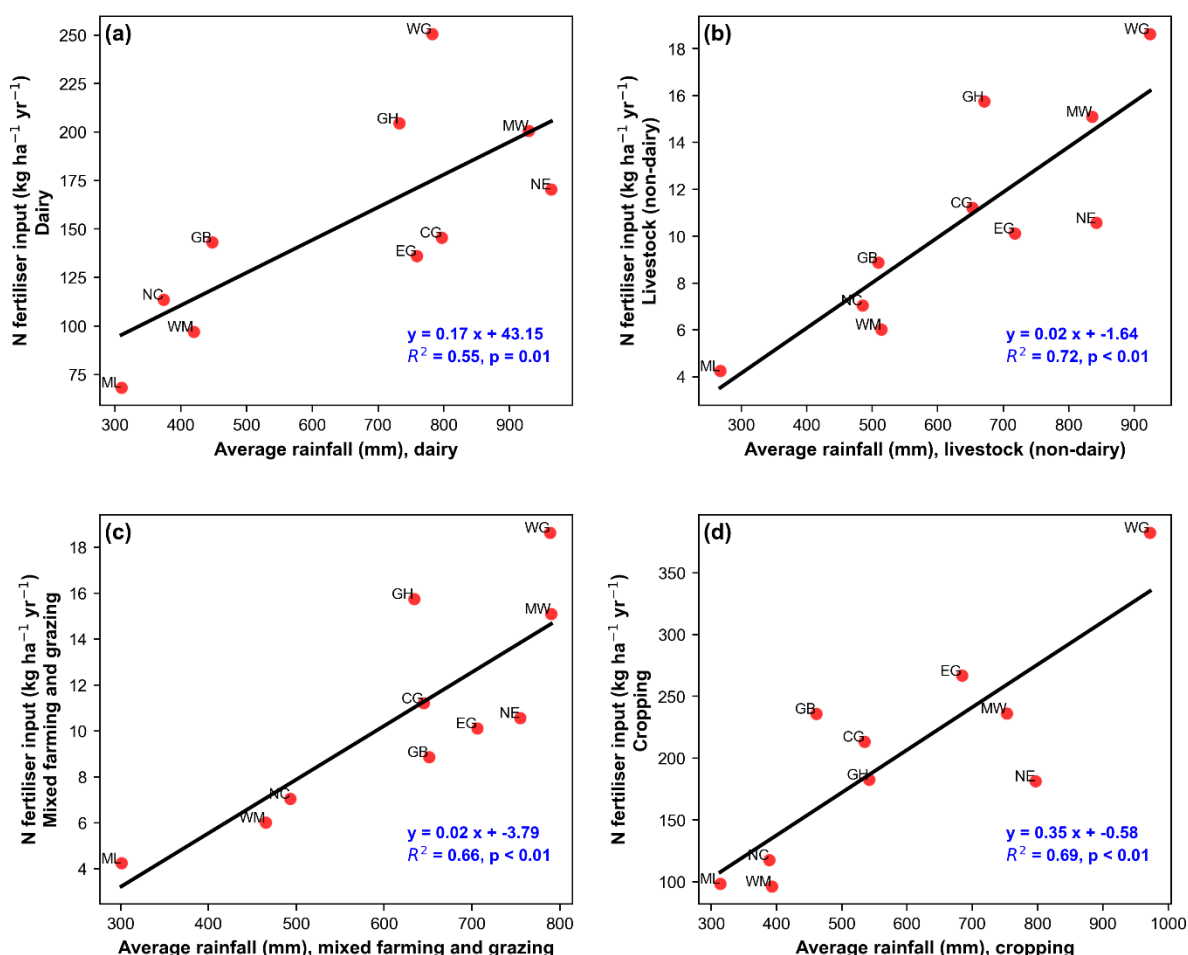 (a)
N fertiliser input (kg ha⁻¹ yr⁻¹)
Dairy
250
225
200
175
150
125
100
75
WG
GH
MW
NE
GB
CG
EG
NC
WM
ML
y = 0.17 x + 43.15
R² = 0.55, p = 0.01
300 400 500 600 700 800 900
Average rainfall (mm), dairy
(b)
N fertiliser input (kg ha⁻¹ yr⁻¹)
Livestock (non-dairy)
18
16
14
12
10
8
6
4
WG
GH
MW
CG
NE
EG
GB
NC
WM
ML
y = 0.02 x + -1.64
R² = 0.72, p < 0.01
300 400 500 600 700 800 900
Average rainfall (mm), livestock (non-dairy)
(c)
N fertiliser input (kg ha⁻¹ yr⁻¹)
Mixed farming and grazing
18
16
14
12
10
8
6
4
WG
GH
MW
CG
NE
EG
GB
NC
WM
ML
y = 0.02 x + -3.79
R² = 0.66, p < 0.01
300 400 500 600 700 800
Average rainfall (mm), mixed farming and grazing
(d)
N fertiliser input (kg ha⁻¹ yr⁻¹)
Cropping
350
300
250
200
150
100
WG
EG
GB
MW
CG
GH
NE
NC
ML
WM
y = 0.35 x + -0.58
R² = 0.69, p < 0.01
300 400 500 600 700 800 900 1000
Average rainfall (mm), cropping